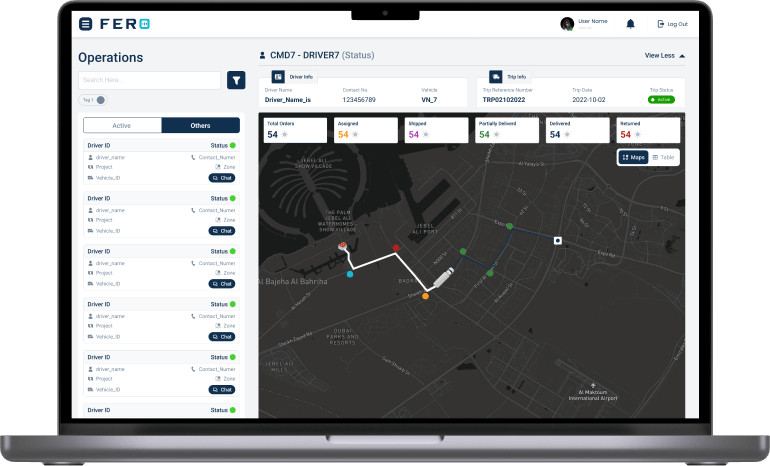 FERO
User Name
Log Out
Operations
CMD7 - DRIVER7 (Status)
View Less
Search Here...
Driver Info
Trip Info
Driver Name
Contact No.
Vehicle
Trip Reference Number
Trip Date
Trip Status
Driver_Name_is
123456789
VN_7
TRP02102022
2022-10-02
Active
Tag 1
Active
Others
Total Orders
Assigned
Shipped
Partially Deliverd
Delivered
Returned
54
54
54
54
54
54
Maps
Table
Driver ID
Status
driver_name
Contact_Numer
Project
Zone
Vehicle_ID
Chat
Driver ID
Status
driver_name
Contact_Numer
Project
Zone
Vehicle_ID
Chat
Driver ID
Status
driver_name
Contact_Numer
Project
Zone
Vehicle_ID
Chat
Driver ID
Status
driver_name
Contact_Numer
Project
Zone
Vehicle_ID
Chat
Driver ID
Status
driver_name
Contact_Numer
Project
Zone
Vehicle_ID
Chat
Driver ID
Status
JEBEL ALI
SHOW VILLAGE
THE PALM
JEBEL ALI
WATERHOMES
SHOW VILLAGE
JEBEL
ALI PORT
Al Bajeha Al Bahriha
DUBAI
PARKS AND
RESORTS
JEBEL ALI
HILLS
Al Maktoum
International Airport